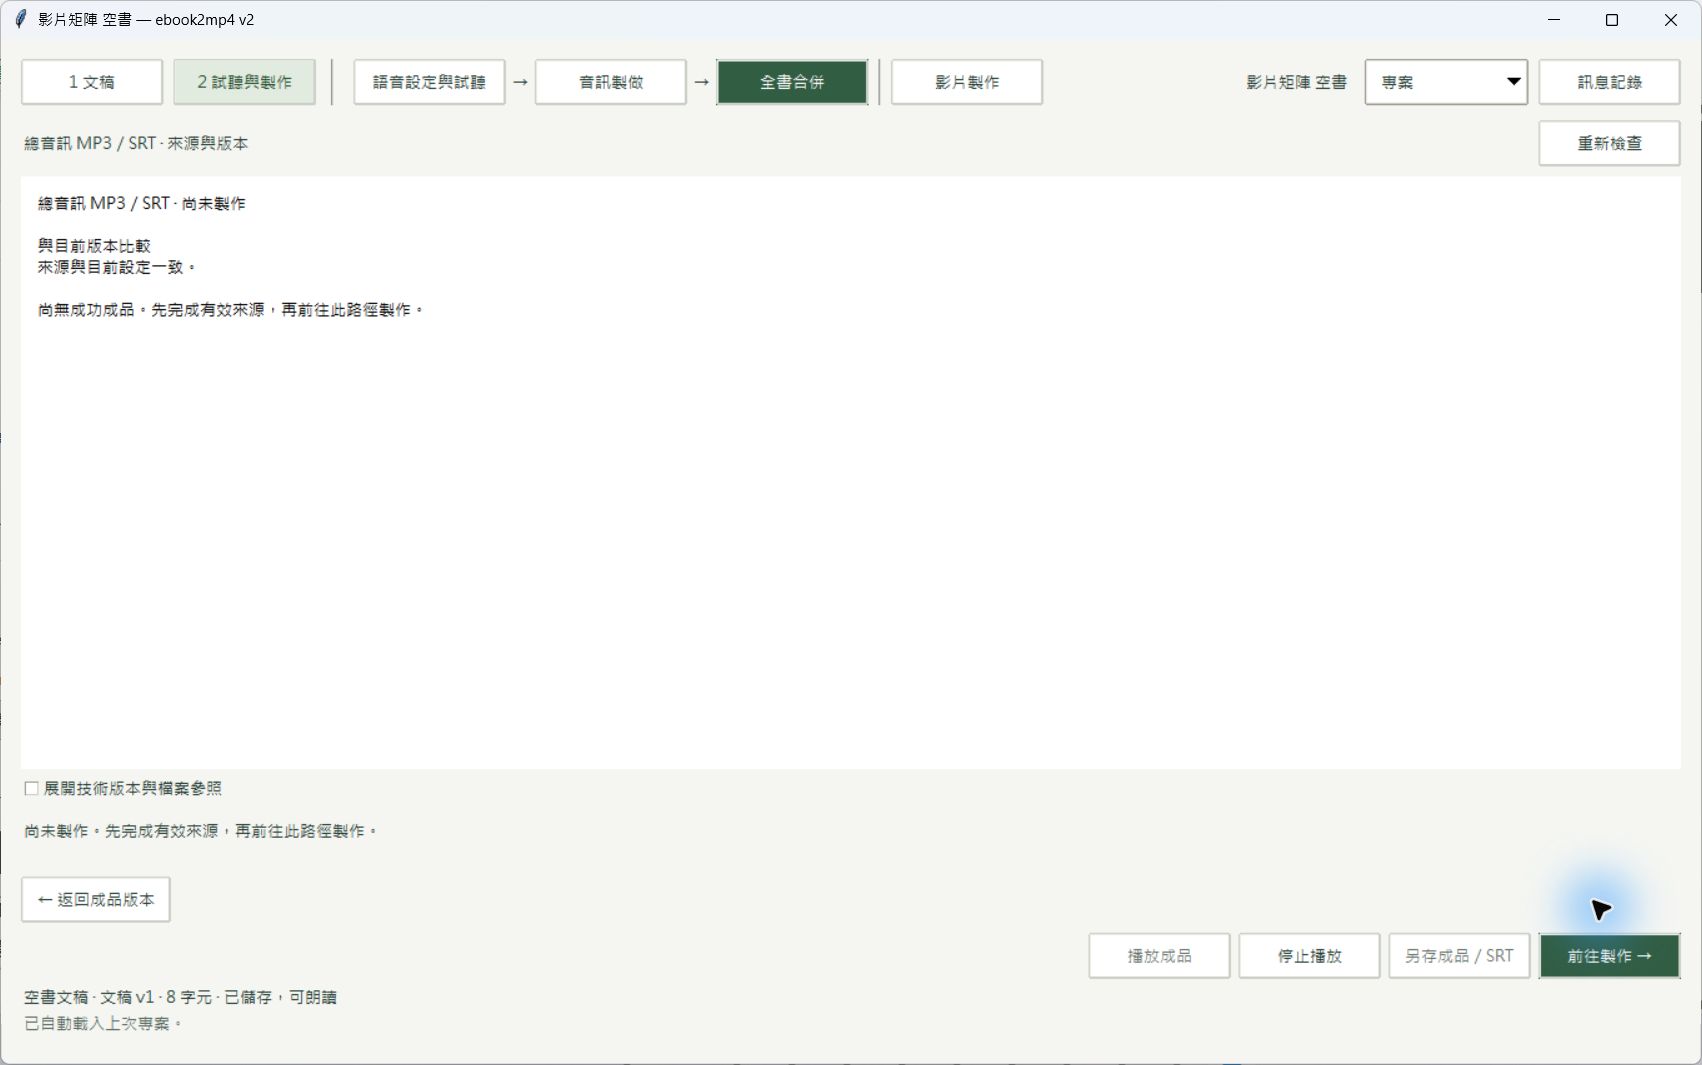 影片矩陣 空書 — ebook2mp4 v2
1 文稿
2 試聽與製作
語音設定與試聽
→
音訊製做
→
全書合併
影片製作
影片矩陣 空書
專案
訊息記錄
總音訊 MP3 / SRT · 來源與版本
重新檢查
總音訊 MP3 / SRT · 尚未製作
與目前版本比較
來源與目前設定一致。
尚無成功成品。先完成有效來源，再前往此路徑製作。
展開技術版本與檔案參照
尚未製作。先完成有效來源，再前往此路徑製作。
← 返回成品版本
播放成品
停止播放
另存成品 / SRT
前往製作 →
空書文稿 · 文稿 v1 · 8 字元 · 已儲存，可朗讀
已自動載入上次專案。